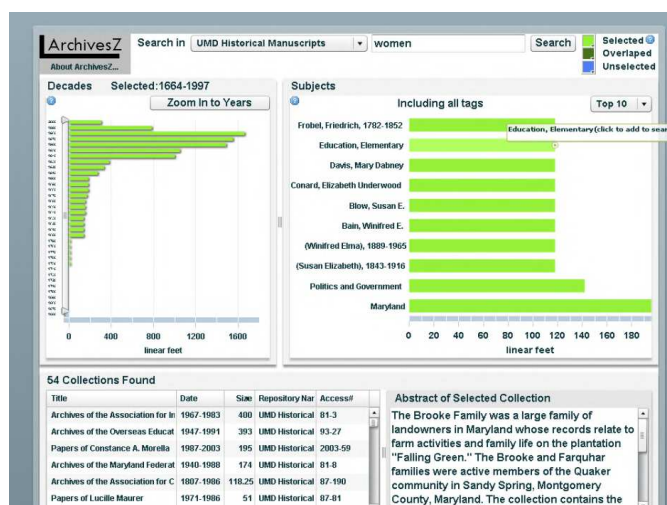 ArchivesZ
About ArchivesZ...
Search in
UMD Historical Manuscripts
women
Search
Selected
Overlaped
Unselected
Decades Selected:1664-1997
Zoom In to Years
0 400 800 1200 1600
linear feet
Subjects
Including all tags
Top 10
Frobel, Friedrich, 1782-1852
Education, Elementary
Education, Elementary(click to add to sear
Davis, Mary Dabney
Conard, Elizabeth Underwood
Blow, Susan E.
Bain, Winifred E.
(Winifred Elma), 1889-1965
(Susan Elizabeth), 1843-1916
Politics and Government
Maryland
0 20 40 60 80 100 120 140 160 180
linear feet
54 Collections Found
Title Date Size Repository Nar Access#
Archives of the Association for In 1967-1983 400 UMD Historical 81-3
Archives of the Overseas Educat 1947-1991 393 UMD Historical 93-27
Papers of Constance A. Morella 1987-2003 195 UMD Historical 2003-59
Archives of the Maryland Federat 1940-1988 174 UMD Historical 81-8
Archives of the Association for C 1807-1986 118.25 UMD Historical 87-190
Papers of Lucille Maurer 1971-1986 51 UMD Historical 87-81
Abstract of Selected Collection
The Brooke Family was a large family of
landowners in Maryland whose records relate to
farm activities and family life on the plantation
"Falling Green." The Brooke and Farquhar
families were active members of the Quaker
community in Sandy Spring, Montgomery
County, Maryland. The collection contains the